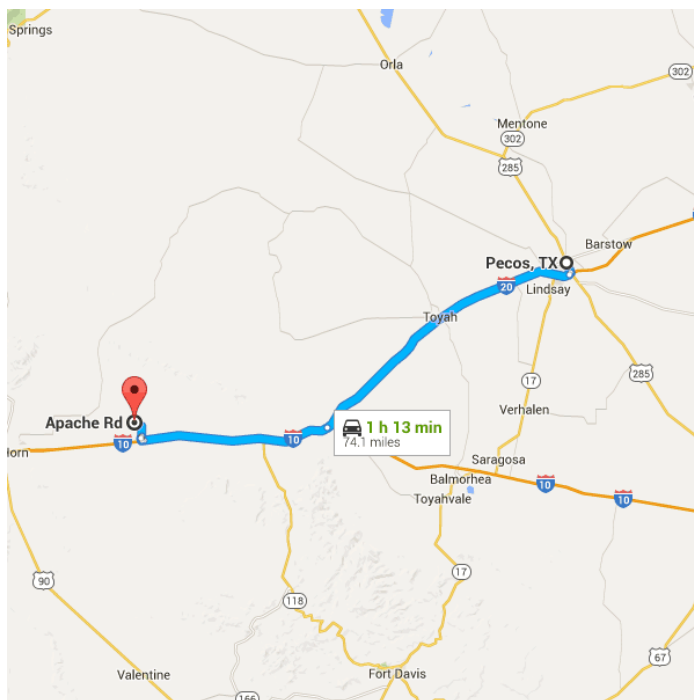 Springs
Orla
302
Mentone
302
285
Barstow
Pecos, TX
20
Lindsay
Toyah
285
17
Apache Rd
1 h 13 min
Verhalen
10
10
74.1 miles
Horn
Saragosa
Balmorhea
10
Toyahvale
10
17
90
118
67
Valentine
Fort Davis
166